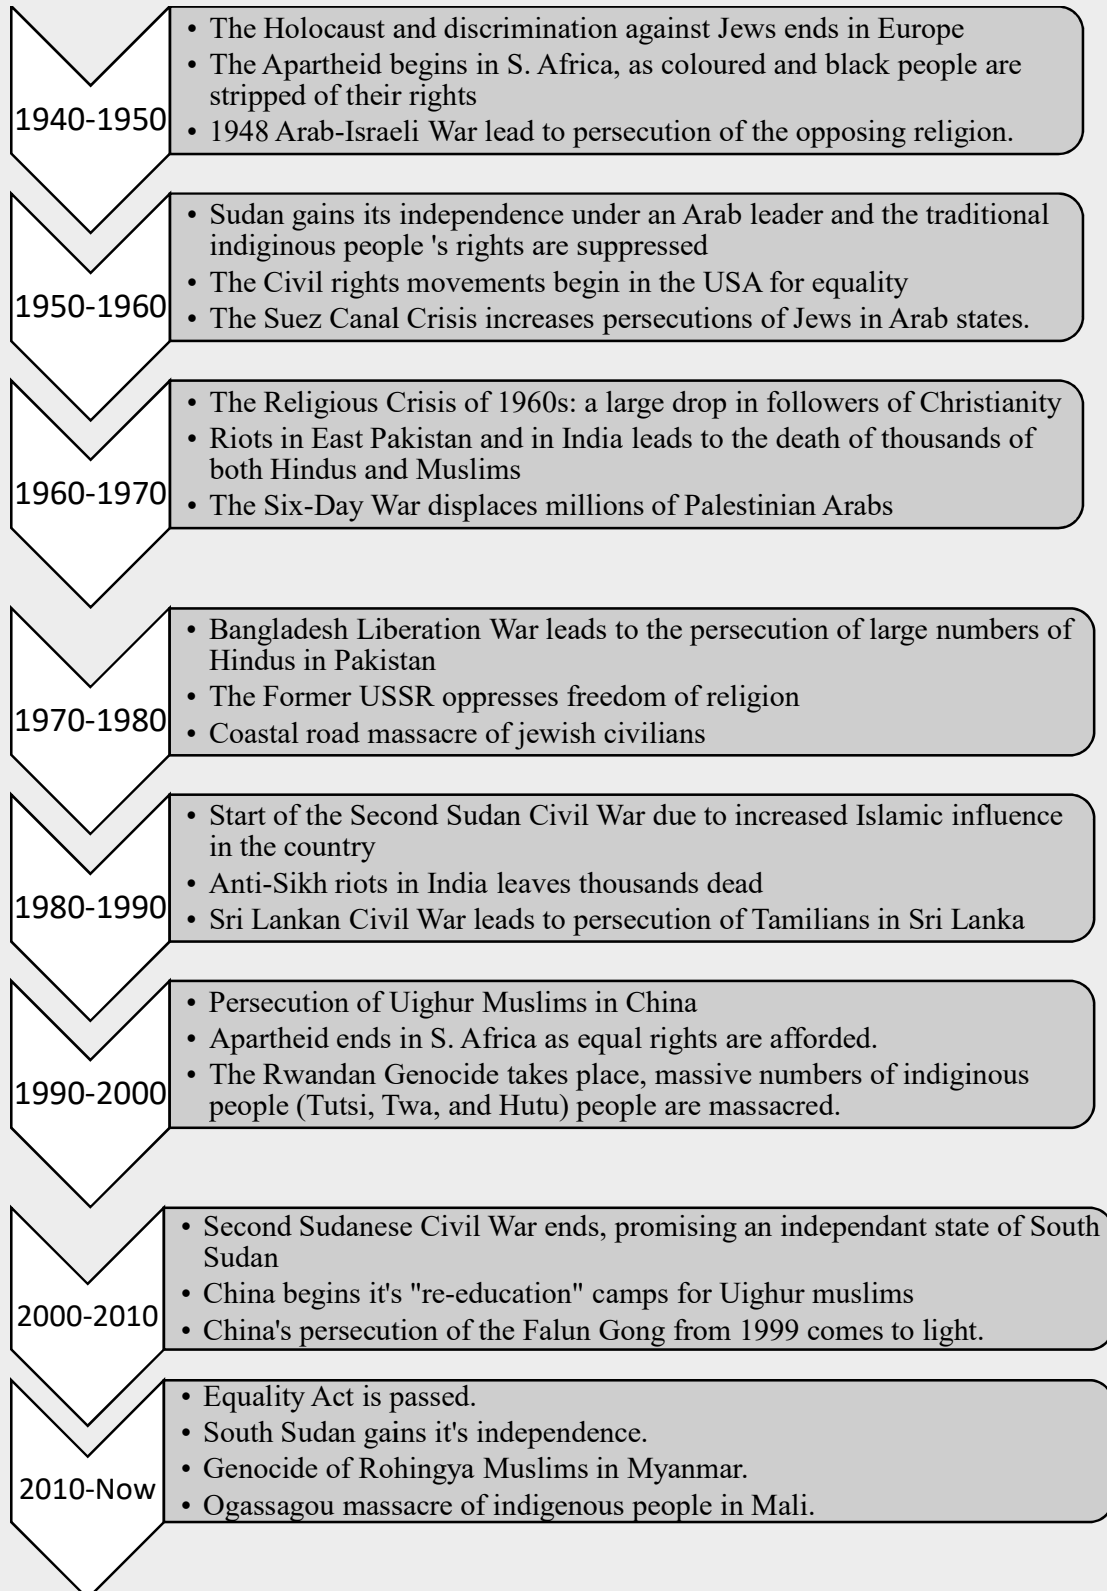 1940-1950
• The Holocaust and discrimination against Jews ends in Europe
• The Apartheid begins in S. Africa, as coloured and black people are
stripped of their rights
• 1948 Arab-Israeli War lead to persecution of the opposing religion.
1950-1960
• Sudan gains its independence under an Arab leader and the traditional
indiginous people 's rights are suppressed
• The Civil rights movements begin in the USA for equality
• The Suez Canal Crisis increases persecutions of Jews in Arab states.
1960-1970
• The Religious Crisis of 1960s: a large drop in followers of Christianity
• Riots in East Pakistan and in India leads to the death of thousands of
both Hindus and Muslims
• The Six-Day War displaces millions of Palestinian Arabs
1970-1980
• Bangladesh Liberation War leads to the persecution of large numbers of
Hindus in Pakistan
• The Former USSR oppresses freedom of religion
• Coastal road massacre of jewish civilians
1980-1990
• Start of the Second Sudan Civil War due to increased Islamic influence
in the country
• Anti-Sikh riots in India leaves thousands dead
• Sri Lankan Civil War leads to persecution of Tamilians in Sri Lanka
1990-2000
• Persecution of Uighur Muslims in China
• Apartheid ends in S. Africa as equal rights are afforded.
• The Rwandan Genocide takes place, massive numbers of indiginous
people (Tutsi, Twa, and Hutu) people are massacred.
2000-2010
• Second Sudanese Civil War ends, promising an independant state of South
Sudan
• China begins it's "re-education" camps for Uighur muslims
• China's persecution of the Falun Gong from 1999 comes to light.
2010-Now
• Equality Act is passed.
• South Sudan gains it's independence.
• Genocide of Rohingya Muslims in Myanmar.
• Ogassagou massacre of indigenous people in Mali.